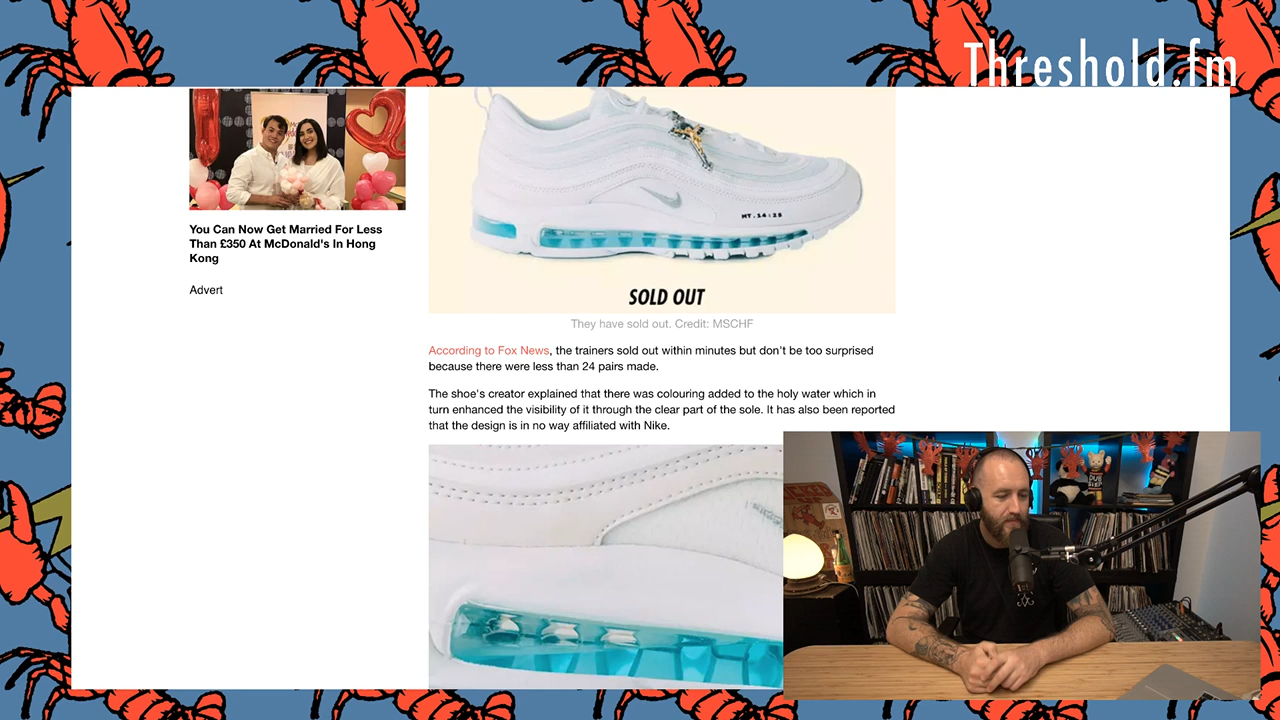 Threshold.fm
You Can Now Get Married For Less
Than £350 At McDonald's In Hong
Kong
Advert
MT.14:25
SOLD OUT
They have sold out. Credit: MSCHF
According to Fox News, the trainers sold out within minutes but don't be too surprised
because there were less than 24 pairs made.
The shoe's creator explained that there was colouring added to the holy water which in
turn enhanced the visibility of it through the clear part of the sole. It has also been reported
that the design is in no way affiliated with Nike.